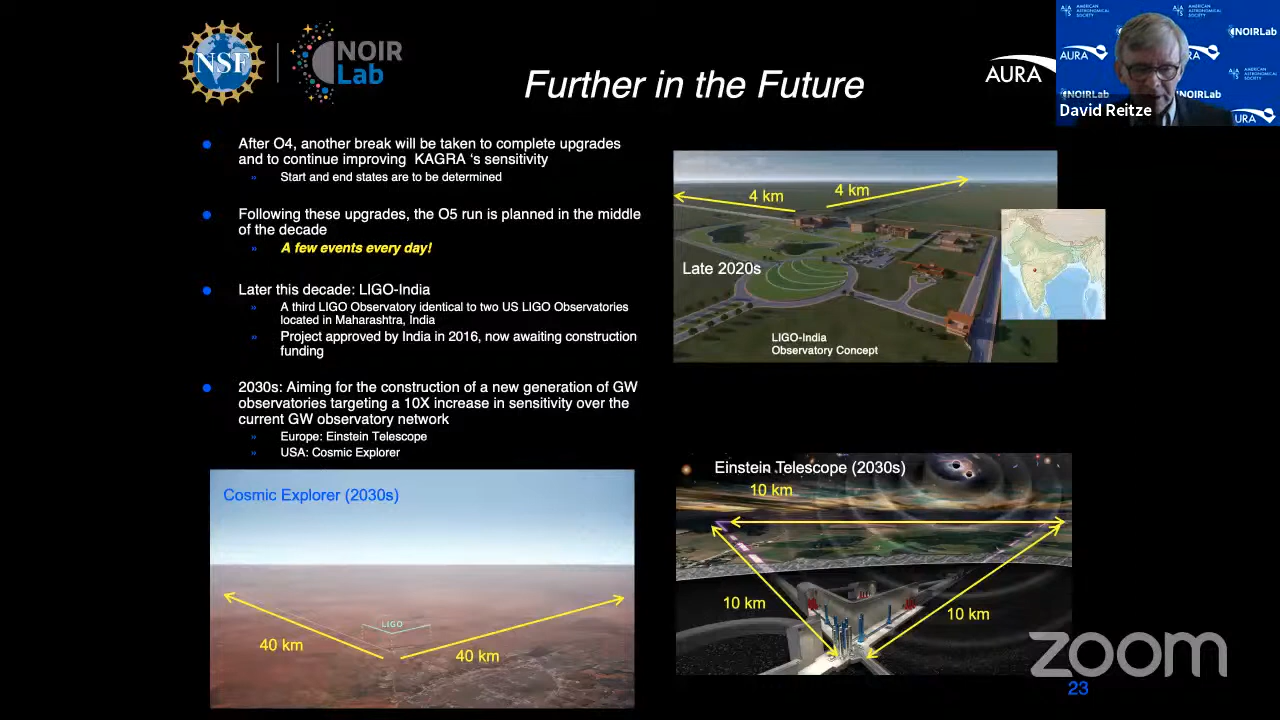 NSF
NOIR
Lab
Further in the Future
AURA
AMERICAN
ASTRONOMICAL
SOCIETY
NOIRLab
AURA
NOIRLab
NOIRLab
URA
David Reitze
After O4, another break will be taken to complete upgrades
and to continue improving KAGRA 's sensitivity
» Start and end states are to be determined
Following these upgrades, the O5 run is planned in the middle
of the decade
» A few events every day!
Later this decade: LIGO-India
» A third LIGO Observatory identical to two US LIGO Observatories
located in Maharashtra, India
» Project approved by India in 2016, now awaiting construction
funding
2030s: Aiming for the construction of a new generation of GW
observatories targeting a 10X increase in sensitivity over the
current GW observatory network
» Europe: Einstein Telescope
» USA: Cosmic Explorer
4 km
4 km
Late 2020s
LIGO-India
Observatory Concept
Cosmic Explorer (2030s)
LIGO
40 km
40 km
Einstein Telescope (2030s)
10 km
10 km
10 km
zoom
23